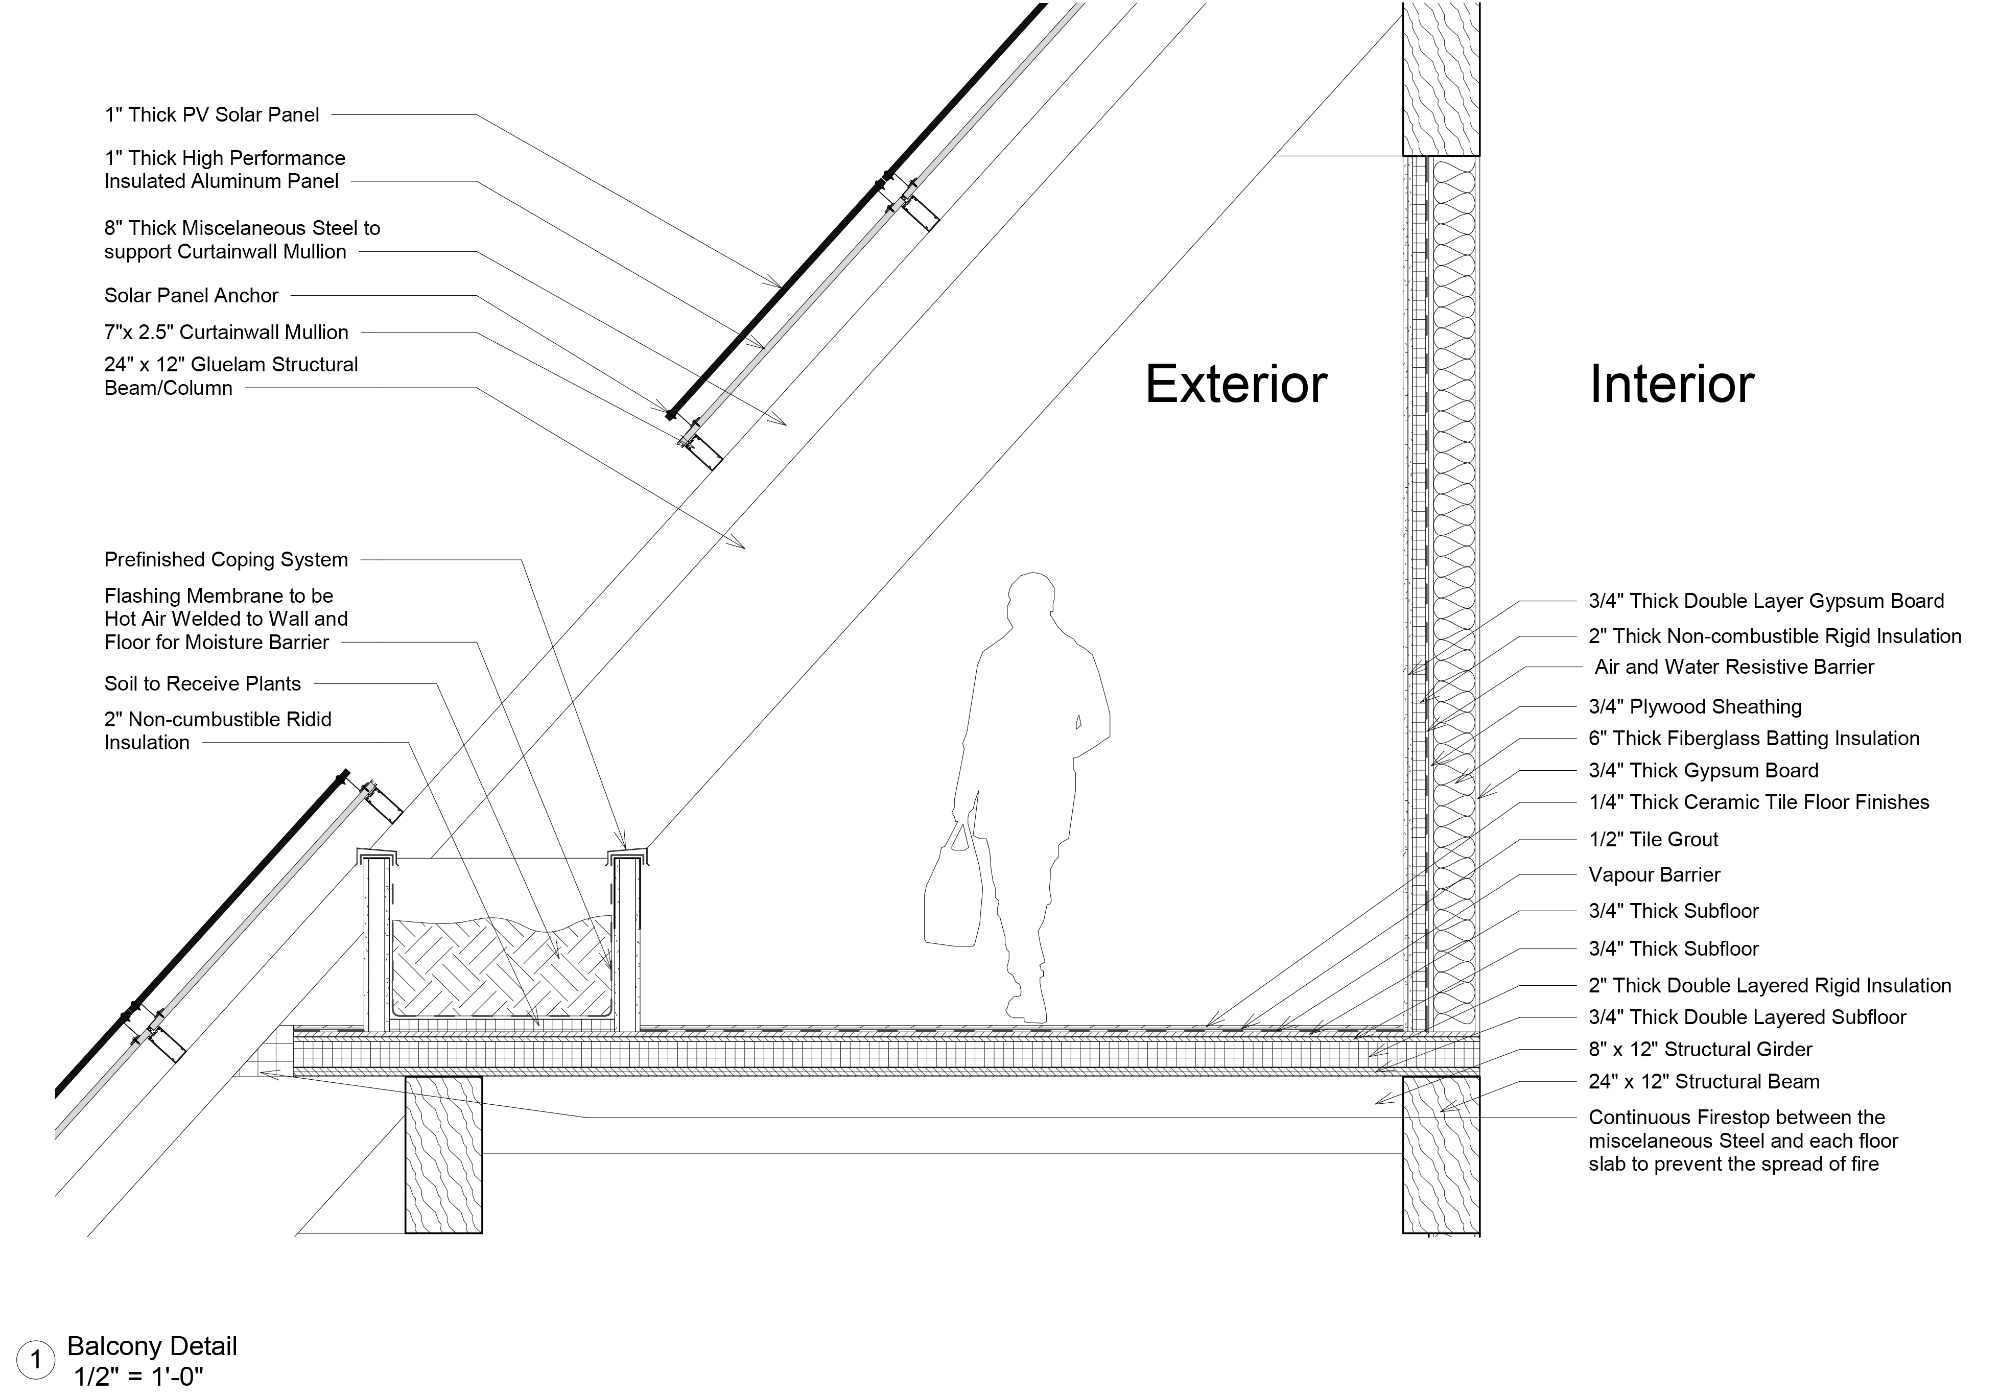 1" Thick PV Solar Panel
1" Thick High Performance
Insulated Aluminum Panel
8" Thick Miscelaneous Steel to
support Curtainwall Mullion
Solar Panel Anchor
7"x 2.5" Curtainwall Mullion
24" x 12" Gluelam Structural
Beam/Column
Exterior
Interior
Prefinished Coping System
Flashing Membrane to be
Hot Air Welded to Wall and
Floor for Moisture Barrier
Soil to Receive Plants
2" Non-cumbustible Ridid
Insulation
3/4" Thick Double Layer Gypsum Board
2" Thick Non-combustible Rigid Insulation
Air and Water Resistive Barrier
3/4" Plywood Sheathing
6" Thick Fiberglass Batting Insulation
3/4" Thick Gypsum Board
1/4" Thick Ceramic Tile Floor Finishes
1/2" Tile Grout
Vapour Barrier
3/4" Thick Subfloor
3/4" Thick Subfloor
2" Thick Double Layered Rigid Insulation
3/4" Thick Double Layered Subfloor
8" x 12" Structural Girder
24" x 12" Structural Beam
Continuous Firestop between the
miscelaneous Steel and each floor
slab to prevent the spread of fire
1
Balcony Detail
1/2" = 1'-0"